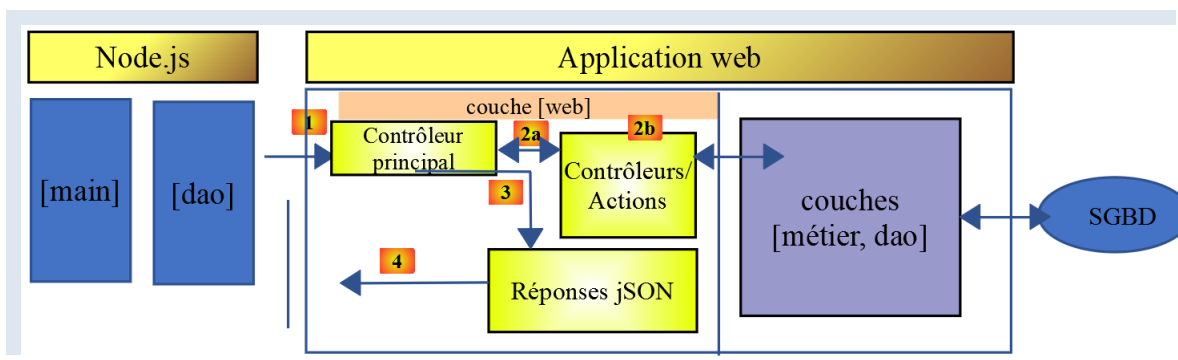 Node.js
Application web
couche [web]
[main]
[dao]
1
Contrôleur
principal
2a
2b
Contrôleurs/
Actions
3
4
Réponses jSON
couches
[métier, dao]
SGBD